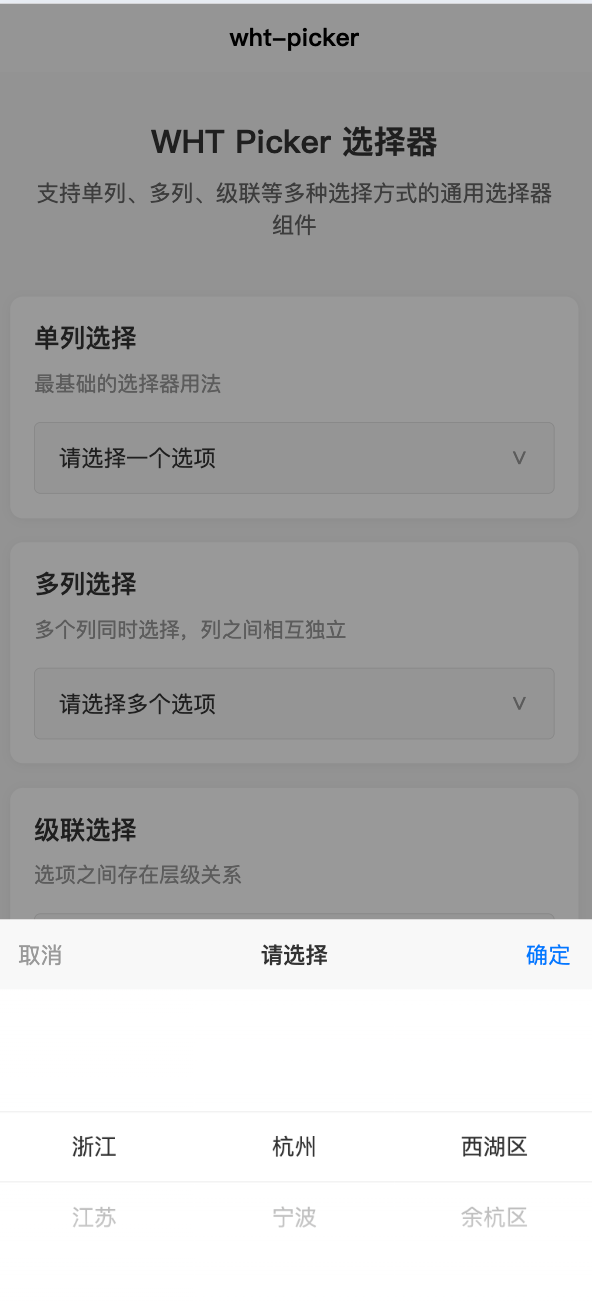 wht-picker
WHT Picker 选择器
支持单列、多列、级联等多种选择方式的通用选择器
组件
单列选择
最基础的选择器用法
请选择一个选项
多列选择
多个列同时选择，列之间相互独立
请选择多个选项
级联选择
选项之间存在层级关系
取消 请选择 确定
浙江 杭州 西湖区
江苏 宁波 余杭区